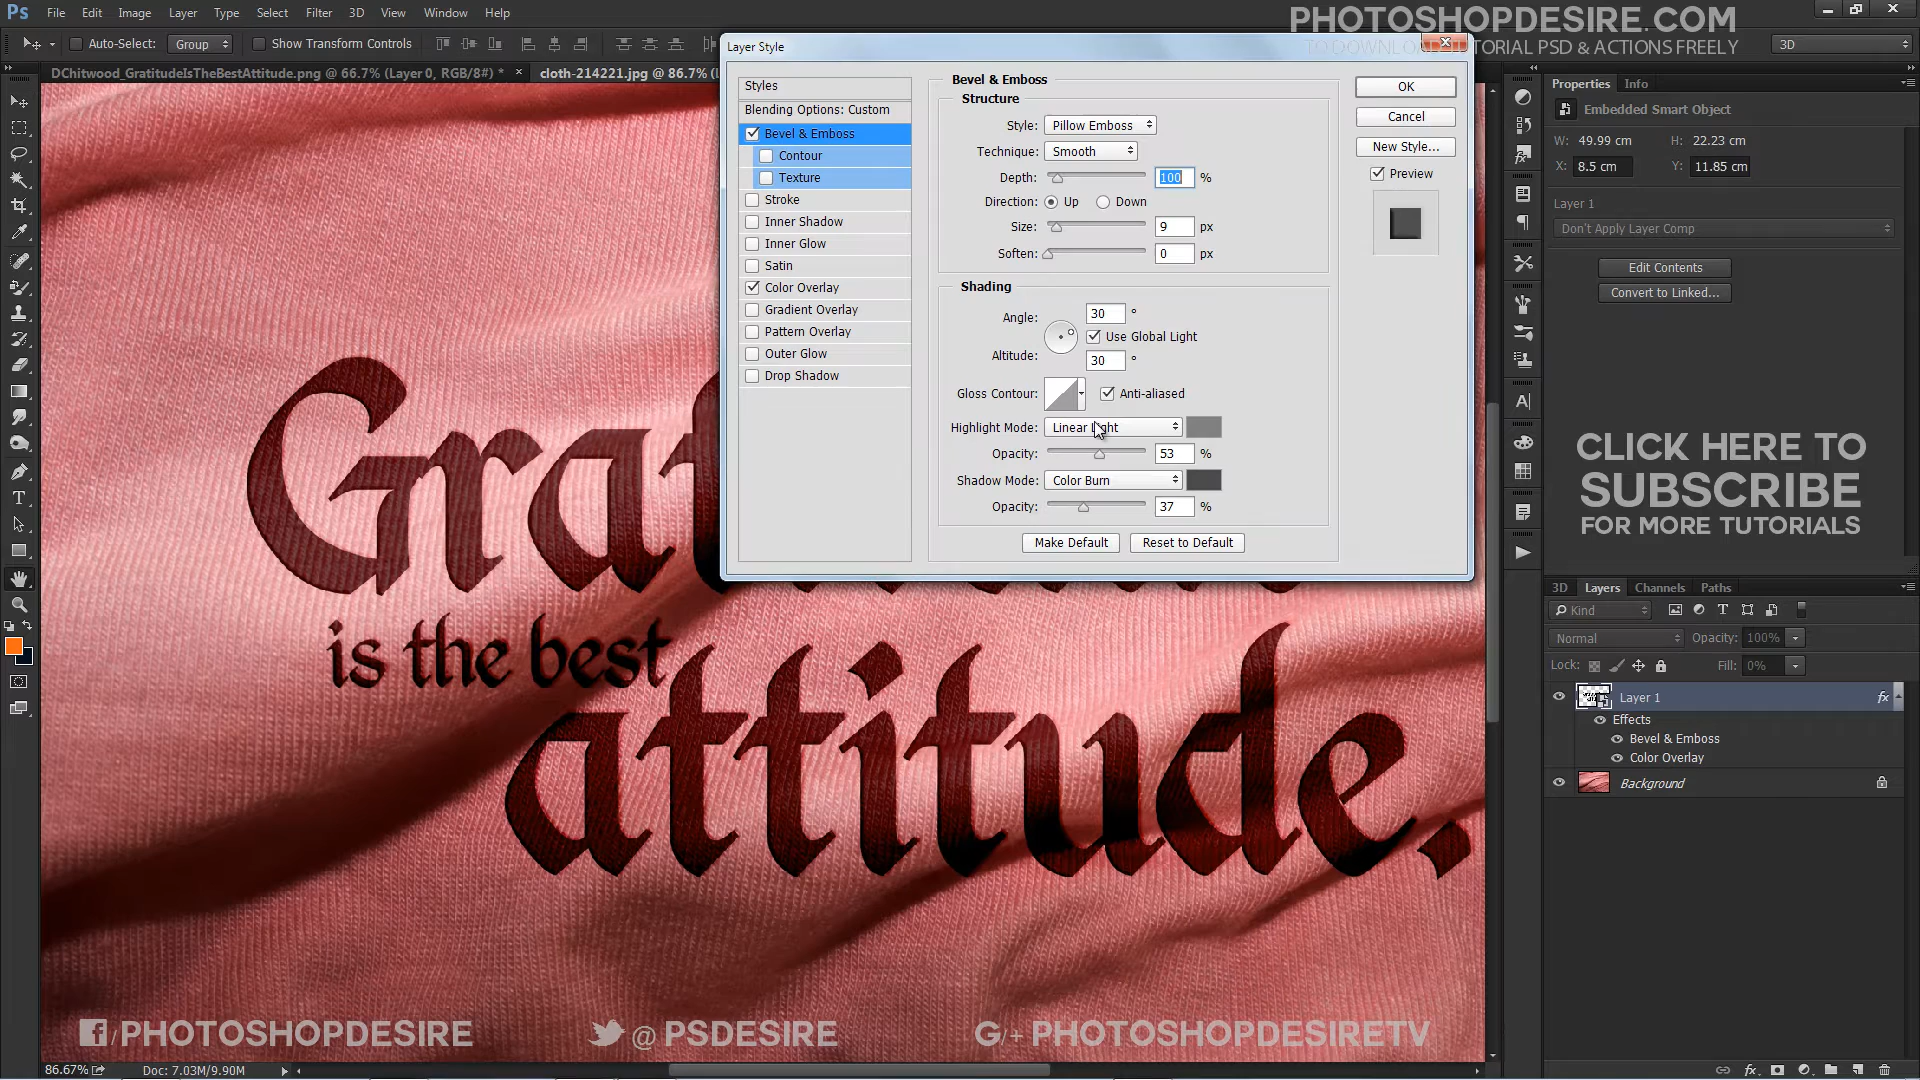 PHOTOSHOPDESIRE.COM
Ps File Edit Image Layer Type Select Filter 3D View Window Help
Auto-Select: Group Show Transform Controls
3D
DChitwood_GratitudeIsTheBestAttitude.png @ 66.7% (Layer 0, RGB/8#) * ×
cloth-214221.jpg @ 86.7% (L
Layer Style
Styles
Blending Options: Custom
Bevel & Emboss
Contour
Texture
Stroke
Inner Shadow
Inner Glow
Satin
Color Overlay
Gradient Overlay
Pattern Overlay
Outer Glow
Drop Shadow
Bevel & Emboss
Structure
Style: Pillow Emboss
Technique: Smooth
Depth: 100 %
Direction: Up Down
Size: 9 px
Soften: 0 px
Shading
Angle: 30 °
Use Global Light
Altitude: 30 °
Gloss Contour: Anti-aliased
Highlight Mode: Linear Light
Opacity: 53 %
Shadow Mode: Color Burn
Opacity: 37 %
Make Default Reset to Default
OK
Cancel
New Style...
Preview
Properties Info
Embedded Smart Object
W: 49.99 cm H: 22.23 cm
X: 8.5 cm Y: 11.85 cm
Layer 1
Don't Apply Layer Comp
Edit Contents
Convert to Linked...
CLICK HERE TO
SUBSCRIBE
FOR MORE TUTORIALS
3D Layers Channels Paths
Kind
Normal Opacity: 100%
Lock: Fill: 0%
Layer 1 fx
Effects
Bevel & Emboss
Color Overlay
Background
Grat
is the best
attitude.
/PHOTOSHOPDESIRE @ PSDESIRE G/+ PHOTOSHOPDESIRETV
86.67% Doc: 7.03M/9.90M